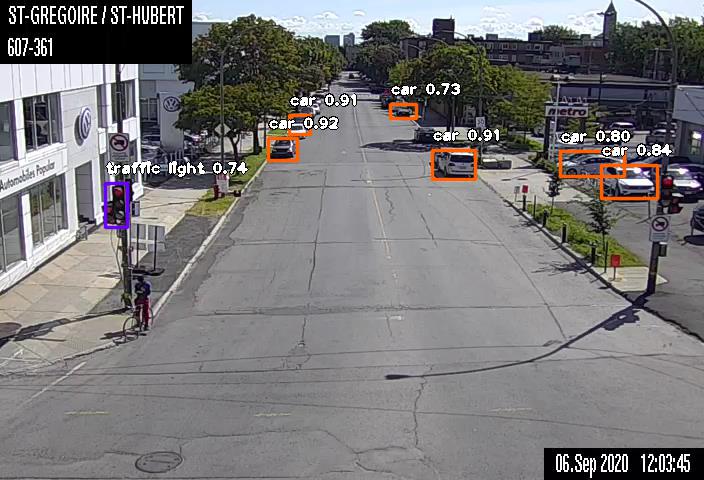 ST-GREGOIRE / ST-HUBERT
607-361
car 0.73
car 0.91
car 0.92
car 0.91
car 0.80
metro
car 0.84
traffic light 0.74
Automobiles Popular
06.Sep 2020 12:03:45